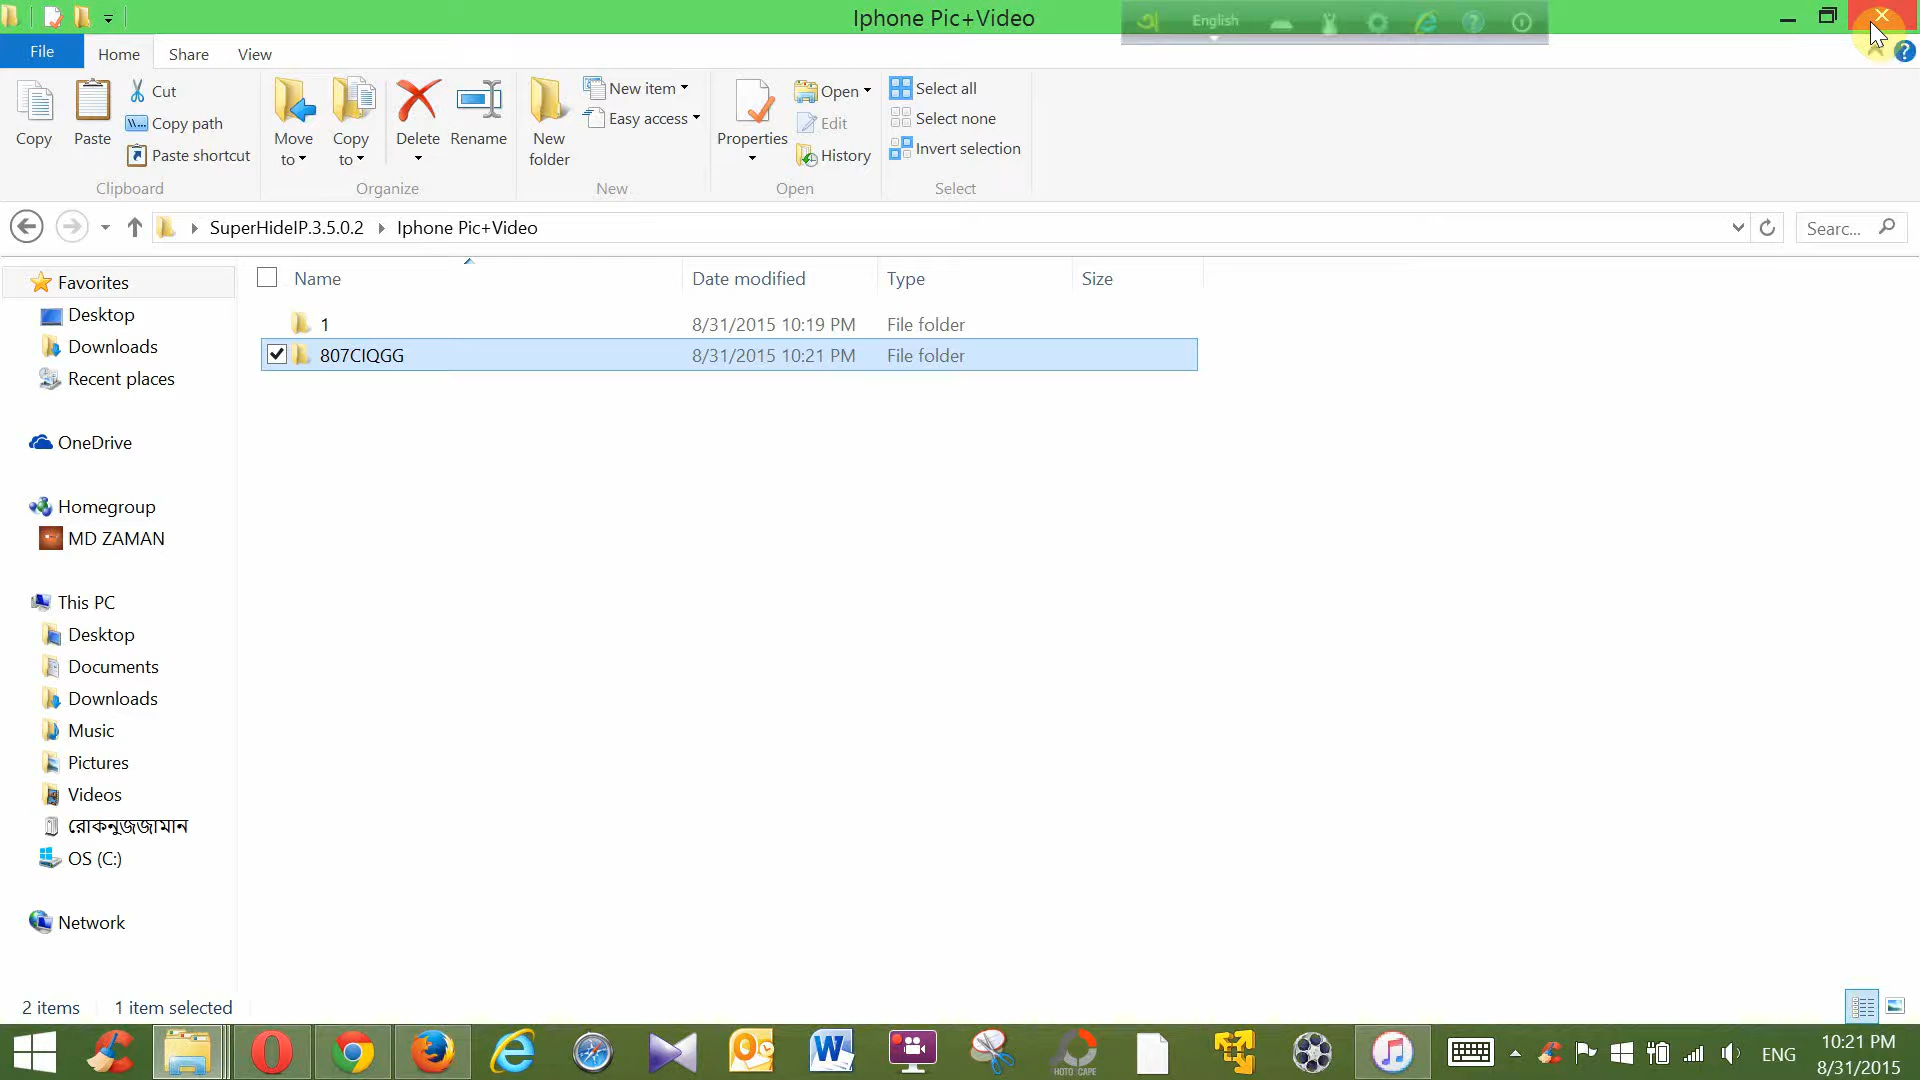 Iphone Pic+Video
English
File Home Share View
Copy
Paste
Cut
Copy path
Paste shortcut
Clipboard
Move to
Copy to
Delete
Rename
Organize
New folder
New item
Easy access
New
Properties
Open
Edit
History
Open
Select all
Select none
Invert selection
Select
SuperHideIP.3.5.0.2 Iphone Pic+Video
Searc...
Name Date modified Type Size
1 8/31/2015 10:19 PM File folder
807CIQGG 8/31/2015 10:21 PM File folder
Favorites
Desktop
Downloads
Recent places
OneDrive
Homegroup
MD ZAMAN
This PC
Desktop
Documents
Downloads
Music
Pictures
Videos
রোকনুজ্জামান
OS (C:)
Network
2 items 1 item selected
HOTO CAPE
ENG
10:21 PM
8/31/2015